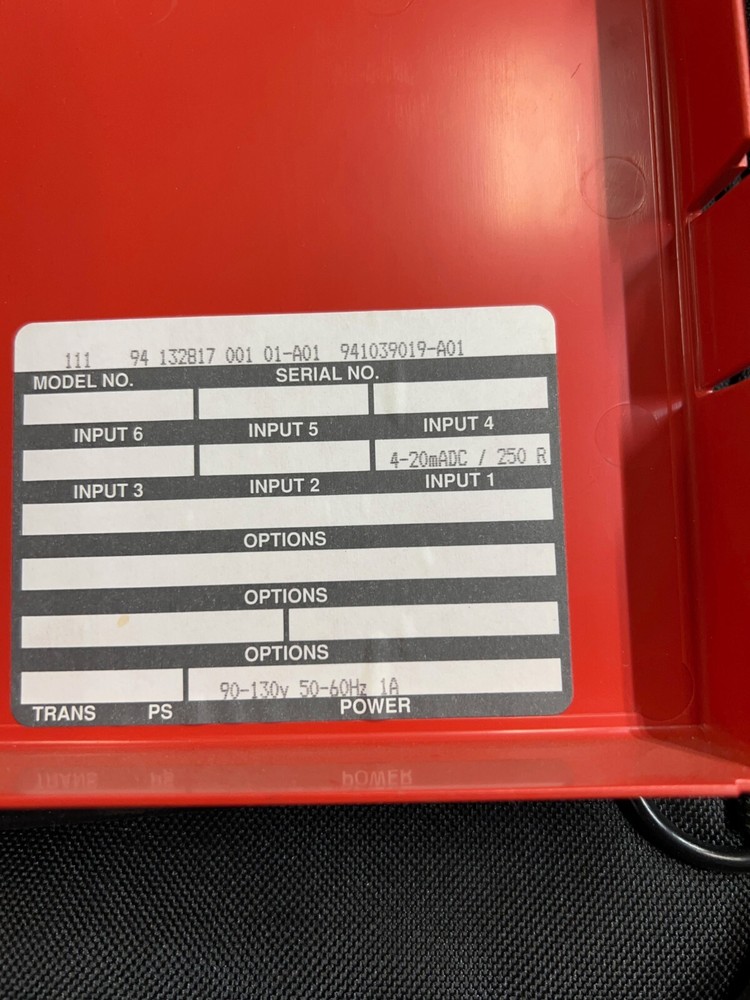 111 94 132817 001 01-A01 941039019-A01
MODEL NO. SERIAL NO.
INPUT 6 INPUT 5 INPUT 4
4-20mADC / 250 R
INPUT 3 INPUT 2 INPUT 1
OPTIONS
OPTIONS
OPTIONS
90-130v 50-60Hz 1A
TRANS PS POWER